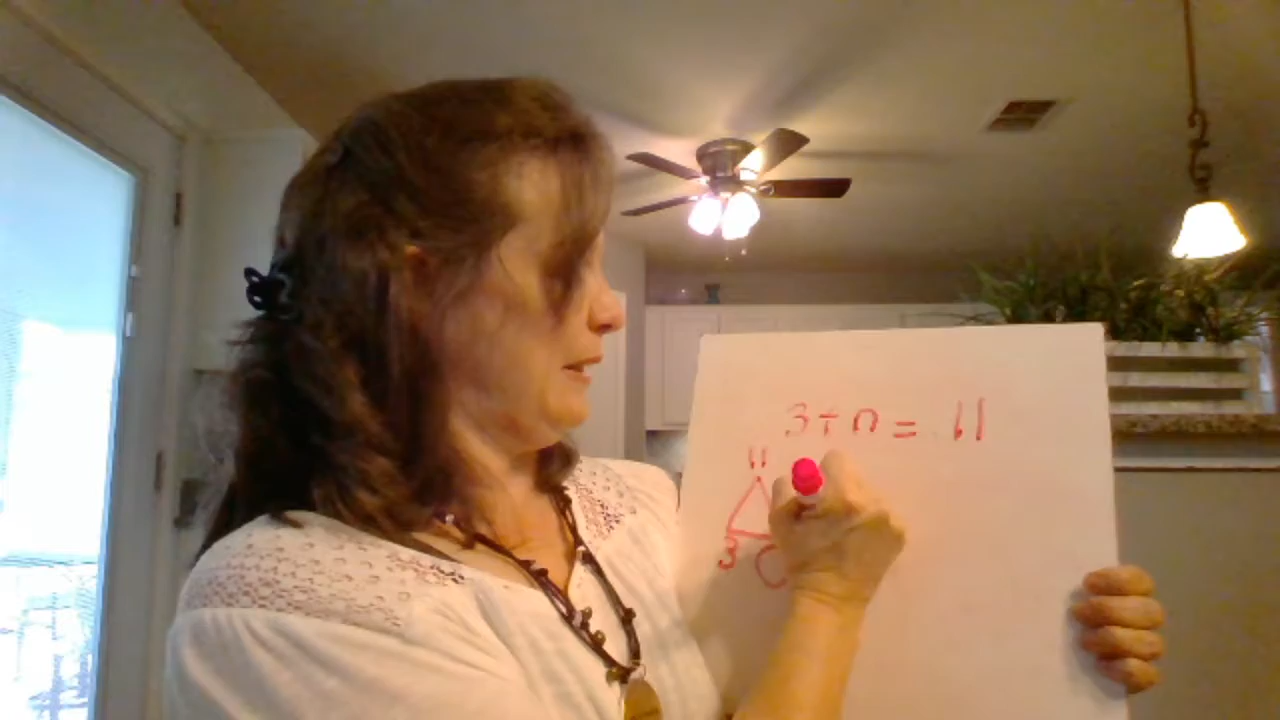 3+n = 11
11
3